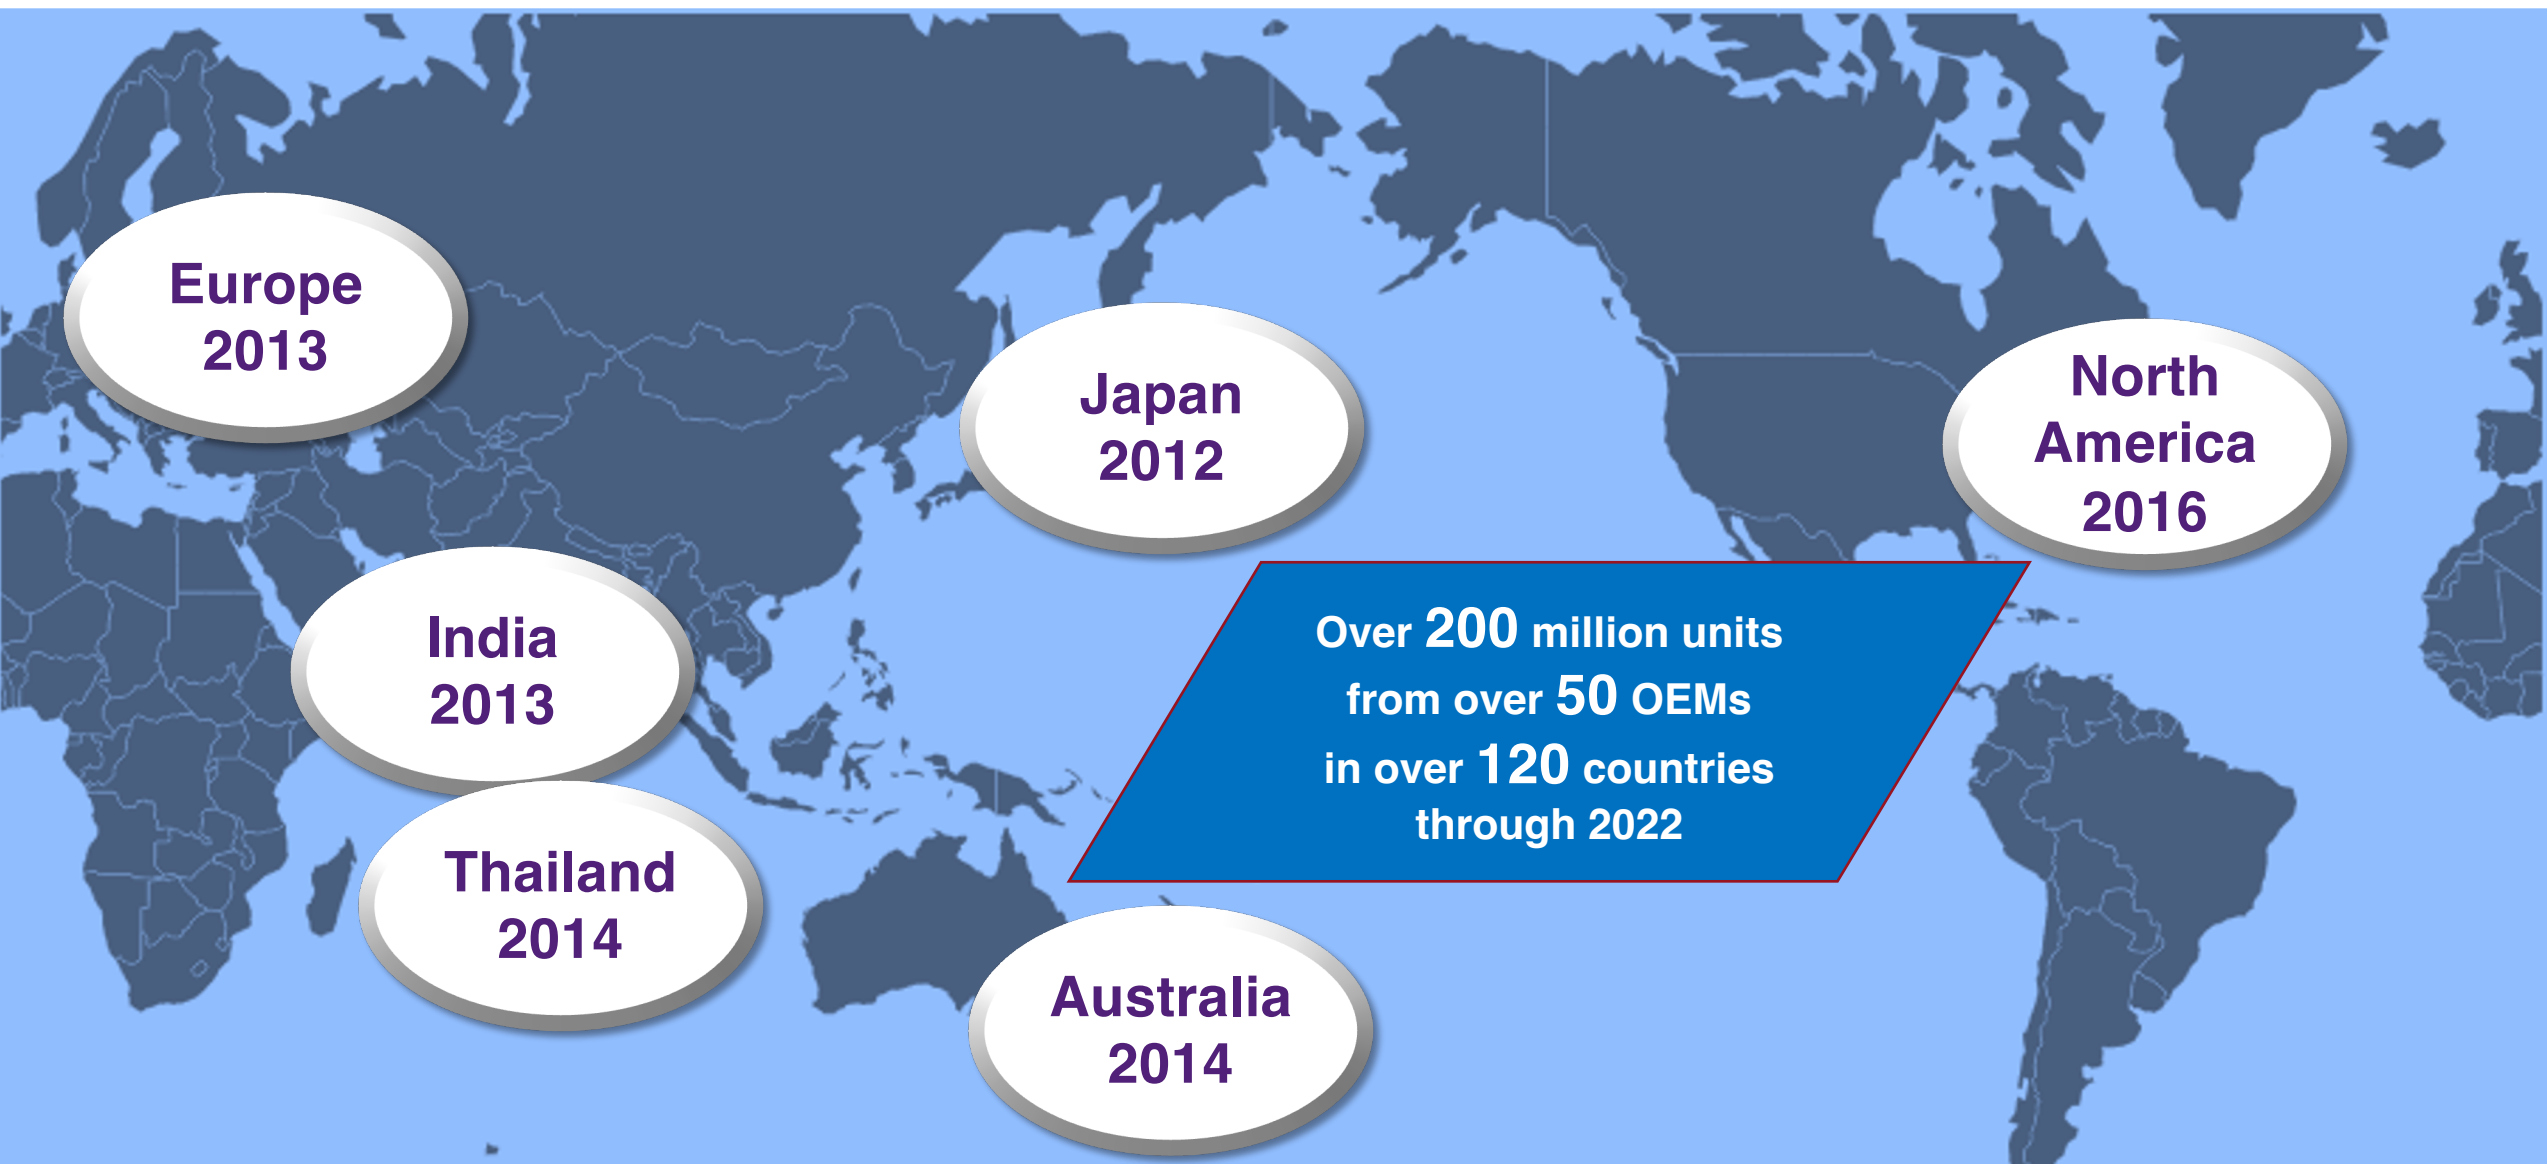 Europe
2013
Japan
2012
North
America
2016
India
2013
Over 200 million units
from over 50 OEMs
in over 120 countries
through 2022
Thailand
2014
Australia
2014